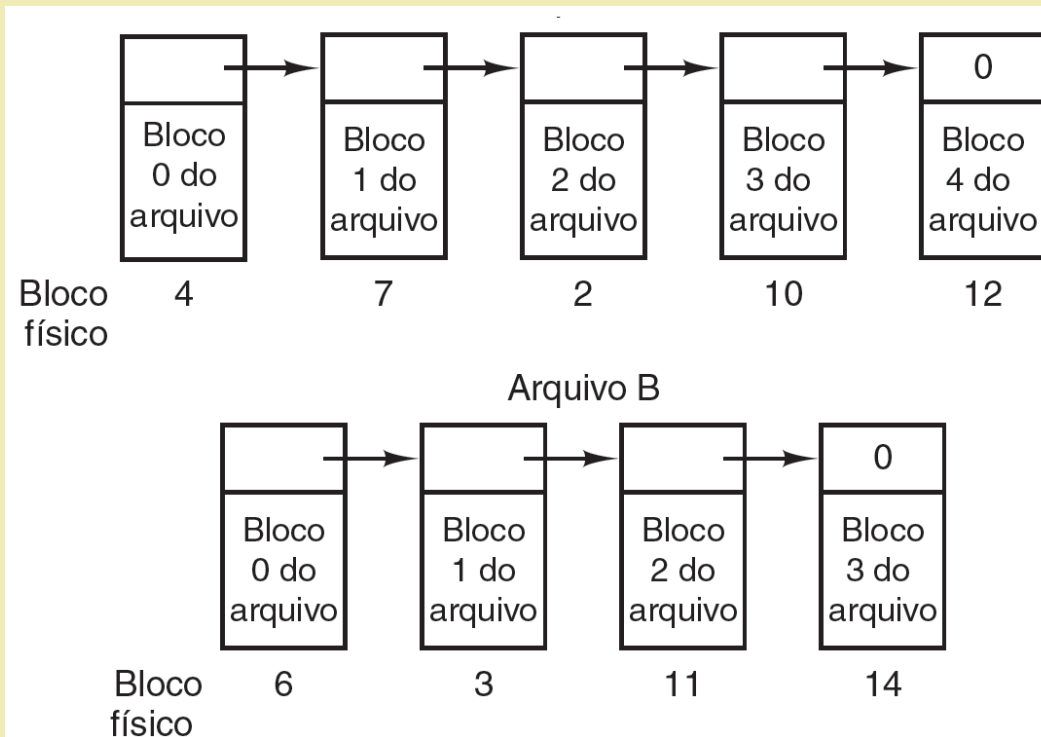 0
Bloco
0 do
arquivo
Bloco
1 do
arquivo
Bloco
2 do
arquivo
Bloco
3 do
arquivo
Bloco
4 do
arquivo
Bloco
físico
4
7
2
10
12
Arquivo B
0
Bloco
0 do
arquivo
Bloco
1 do
arquivo
Bloco
2 do
arquivo
Bloco
3 do
arquivo
Bloco
físico
6
3
11
14